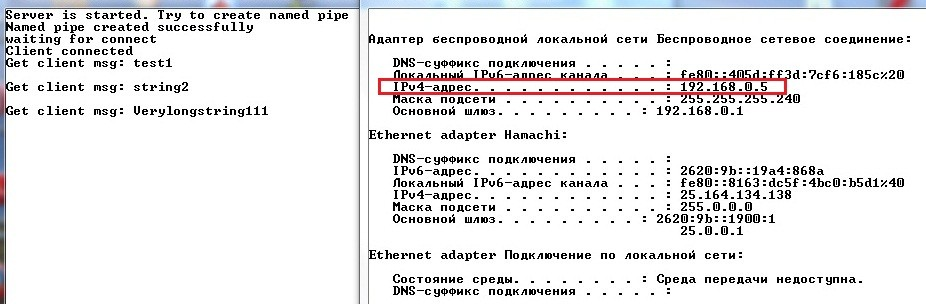 Server is started. Try to create named pipe
Named pipe created successfully
waiting for connect
Client connected
Get client msg: test1
Get client msg: string2
Get client msg: Verylongstring111
Адаптер беспроводной локальной сети Беспроводное сетевое соединение:
DNS-суффикс подключения . . . . . :
Локальный IPv6-адрес канала . . . : fe80::405d:ff3d:7cf6:185c%20
IPv4-адрес. . . . . . . . . . . . : 192.168.0.5
Маска подсети . . . . . . . . . . : 255.255.255.240
Основной шлюз. . . . . . . . . : 192.168.0.1
Ethernet adapter Hamachi:
DNS-суффикс подключения . . . . . :
IPv6-адрес. . . . . . . . . . . . : 2620:9b::19a4:868a
Локальный IPv6-адрес канала . . . : fe80::8163:dc5f:4bc0:b5d1%40
IPv4-адрес. . . . . . . . . . . . : 25.164.134.138
Маска подсети . . . . . . . . . . : 255.0.0.0
Основной шлюз. . . . . . . . . : 2620:9b::1900:1
25.0.0.1
Ethernet adapter Подключение по локальной сети:
Состояние среды. . . . . . . . : Среда передачи недоступна.
DNS-суффикс подключения . . . . . :